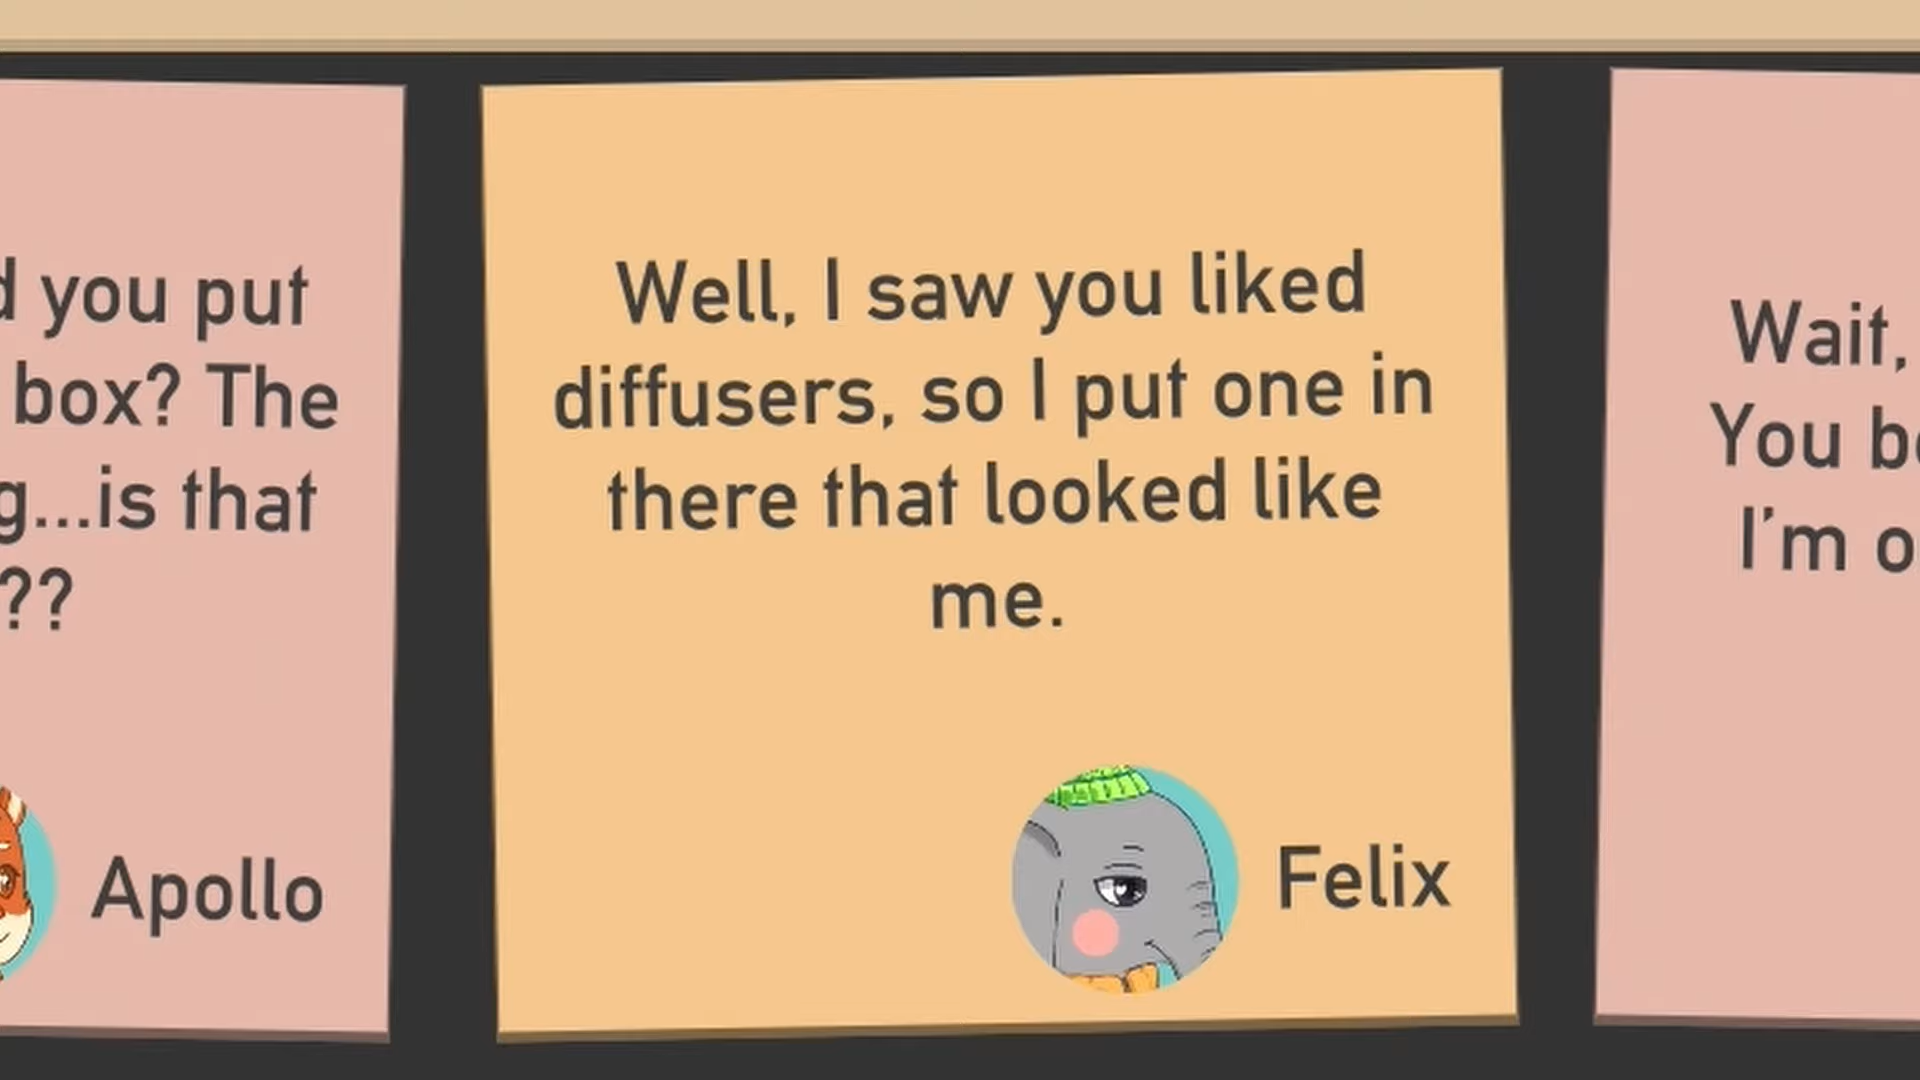 you put
box? The
...is that
??
Apollo
Well, I saw you liked
diffusers, so I put one in
there that looked like
me.
Felix
Wait,
You
I'm